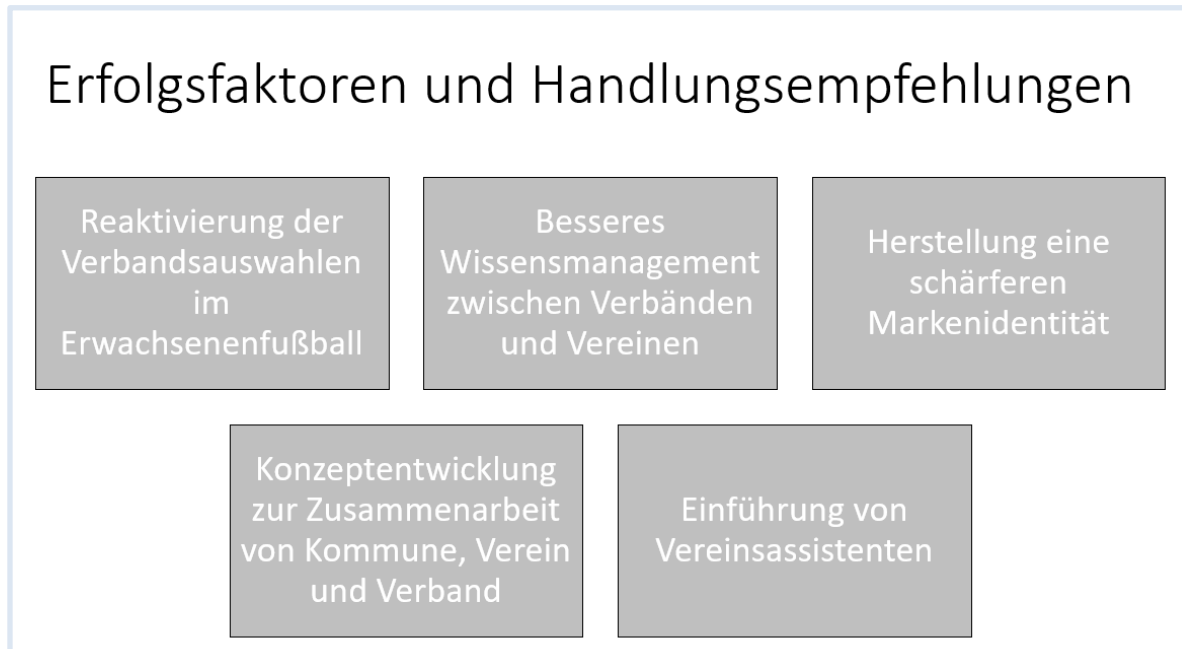 Erfolgsfaktoren und Handlungsempfehlungen
Reaktivierung der
Verbandsauswahlen
im
Erwachsenenfußball
Besseres
Wissensmanagement
zwischen Verbänden
und Vereinen
Herstellung eine
schärferen
Markenidentität
Konzeptentwicklung
zur Zusammenarbeit
von Kommune, Verein
und Verband
Einführung von
Vereinsassistenten